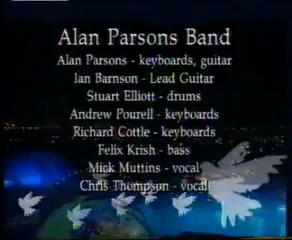 Alan Parsons Band
Alan Parsons - keyboards, guitar
Ian Barnson - Lead Guitar
Stuart Elliott - drums
Andrew Pourell - keyboards
Richard Cottle - keyboards
Felix Krish - bass
Mick Muttins - vocal
Chris Thompson - vocal